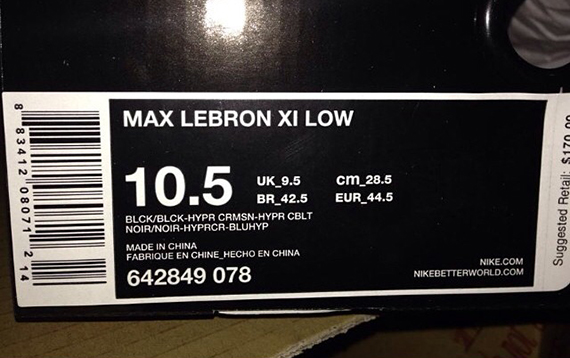 MAX LEBRON XI LOW
10.5
UK_9.5 cm_28.5
BR_42.5 EUR_44.5
BLCK/BLCK-HYPR CRMSN-HYPR CBLT
NOIR/NOIR-HYPRCR-BLUHYP
MADE IN CHINA
FABRIQUE EN CHINE_HECHO EN CHINA
642849 078
NIKE.COM
NIKEBETTERWORLD.COM
8 83412 08071 2 14
Suggested Retail: $170.00